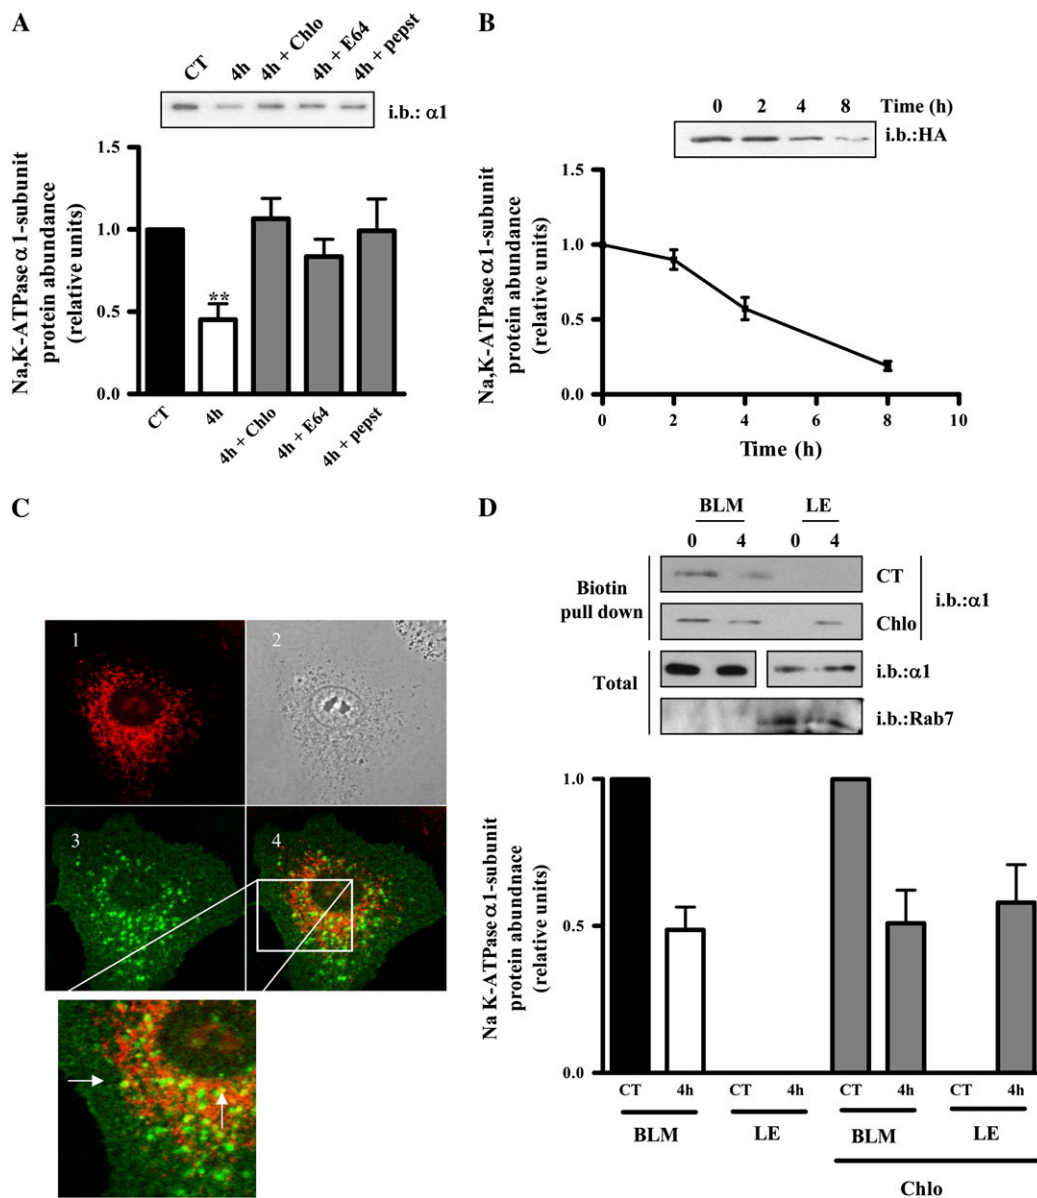 A
CT
4h
4h + Chlo
4h + E64
4h + pepst
i.b.: α1
Na,K-ATPase α1-subunit
protein abundance
(relative units)
1.5
1.0
0.5
0.0
**
CT
4h
4h + Chlo
4h + E64
4h + pepst
B
0 2 4 8 Time (h)
i.b.:HA
Na,K-ATPase α1-subunit
protein abundance
(relative units)
1.5
1.0
0.5
0.0
0 2 4 6 8 10
Time (h)
C
1
2
3
4
D
BLM LE
0 4 0 4
Biotin
pull down
CT
Chlo
i.b.:α1
Total
i.b.:α1
i.b.:Rab7
Na K-ATPase α1-subunit
protein abundnace
(relative units)
1.0
0.5
0.0
CT 4h CT 4h CT 4h CT 4h
BLM LE BLM LE
Chlo